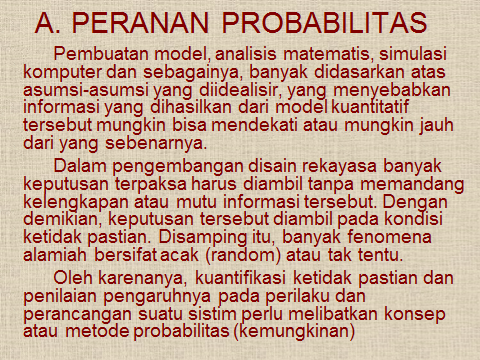 A. PERANAN PROBABILITAS
Pembuatan model, analisis matematis, simulasi
komputer dan sebagainya, banyak didasarkan atas
asumsi-asumsi yang diidealisir, yang menyebabkan
informasi yang dihasilkan dari model kuantitatif
tersebut mungkin bisa mendekati atau mungkin jauh
dari yang sebenarnya.
Dalam pengembangan disain rekayasa banyak
keputusan terpaksa harus diambil tanpa memandang
kelengkapan atau mutu informasi tersebut. Dengan
demikian, keputusan tersebut diambil pada kondisi
ketidak pastian. Disamping itu, banyak fenomena
alamiah bersifat acak (random) atau tak tentu.
Oleh karenanya, kuantifikasi ketidak pastian dan
penilaian pengaruhnya pada perilaku dan
perancangan suatu sistim perlu melibatkan konsep
atau metode probabilitas (kemungkinan)